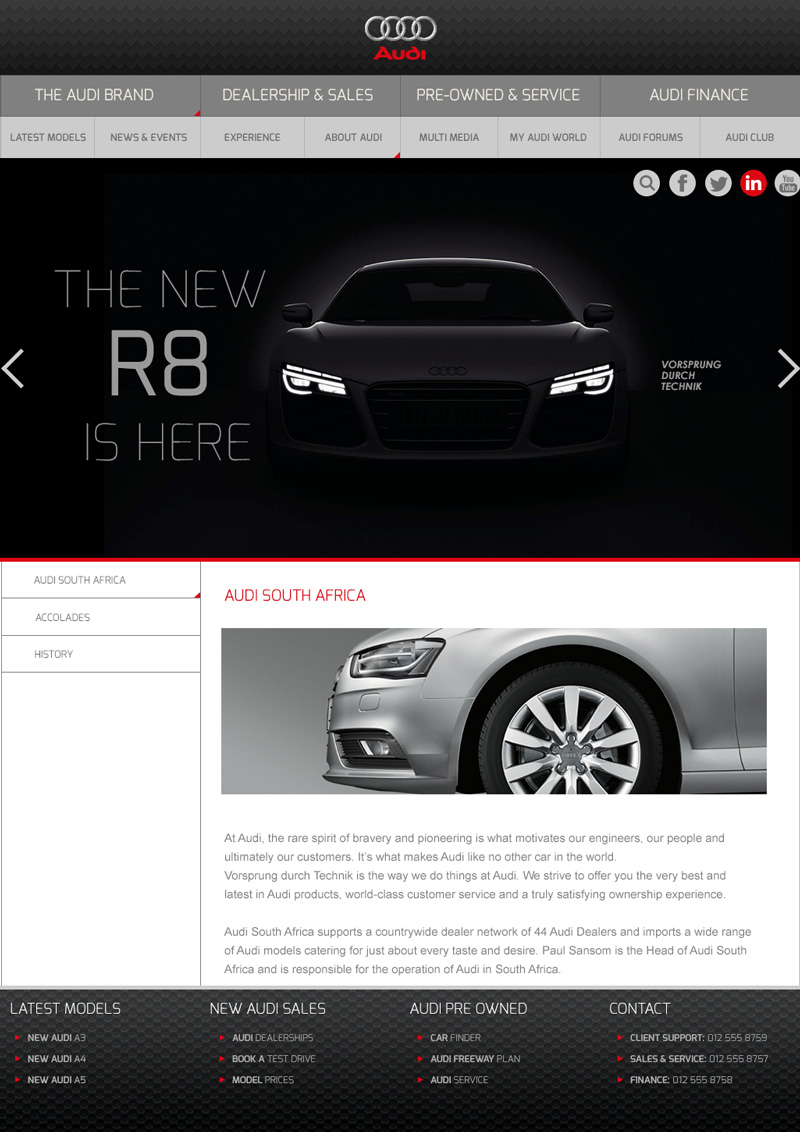 Audi
THE AUDI BRAND
DEALERSHIP & SALES
PRE-OWNED & SERVICE
AUDI FINANCE
LATEST MODELS
NEWS & EVENTS
EXPERIENCE
ABOUT AUDI
MULTI MEDIA
MY AUDI WORLD
AUDI FORUMS
AUDI CLUB
f
in
You
Tube
THE NEW
R8
IS HERE
VORSPRUNG
DURCH
TECHNIK
AUDI SOUTH AFRICA
ACCOLADES
HISTORY
AUDI SOUTH AFRICA
At Audi, the rare spirit of bravery and pioneering is what motivates our engineers, our people and
ultimately our customers. It's what makes Audi like no other car in the world.
Vorsprung durch Technik is the way we do things at Audi. We strive to offer you the very best and
latest in Audi products, world-class customer service and a truly satisfying ownership experience.
Audi South Africa supports a countrywide dealer network of 44 Audi Dealers and imports a wide range
of Audi models catering for just about every taste and desire. Paul Sansom is the Head of Audi South
Africa and is responsible for the operation of Audi in South Africa.
LATEST MODELS
NEW AUDI A3
NEW AUDI A4
NEW AUDI A5
NEW AUDI SALES
AUDI DEALERSHIPS
BOOK A TEST DRIVE
MODEL PRICES
AUDI PRE OWNED
CAR FINDER
AUDI FREEWAY PLAN
AUDI SERVICE
CONTACT
CLIENT SUPPORT: 012 555 8759
SALES & SERVICE: 012 555 8757
FINANCE: 012 555 8758